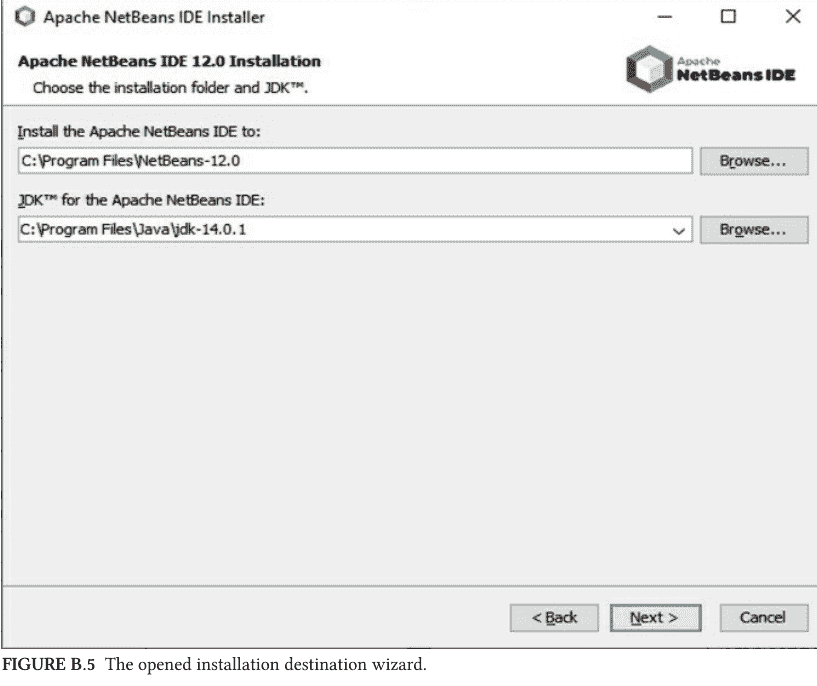 Apache NetBeans IDE Installer
Apache NetBeans IDE 12.0 Installation
Choose the installation folder and JDK™.
Apache
NetBeans IDE
Install the Apache NetBeans IDE to:
C:\Program Files\NetBeans-12.0
Browse...
JDK™ for the Apache NetBeans IDE:
C:\Program Files\Java\jdk-14.0.1
Browse...
< Back
Next >
Cancel
FIGURE B.5 The opened installation destination wizard.